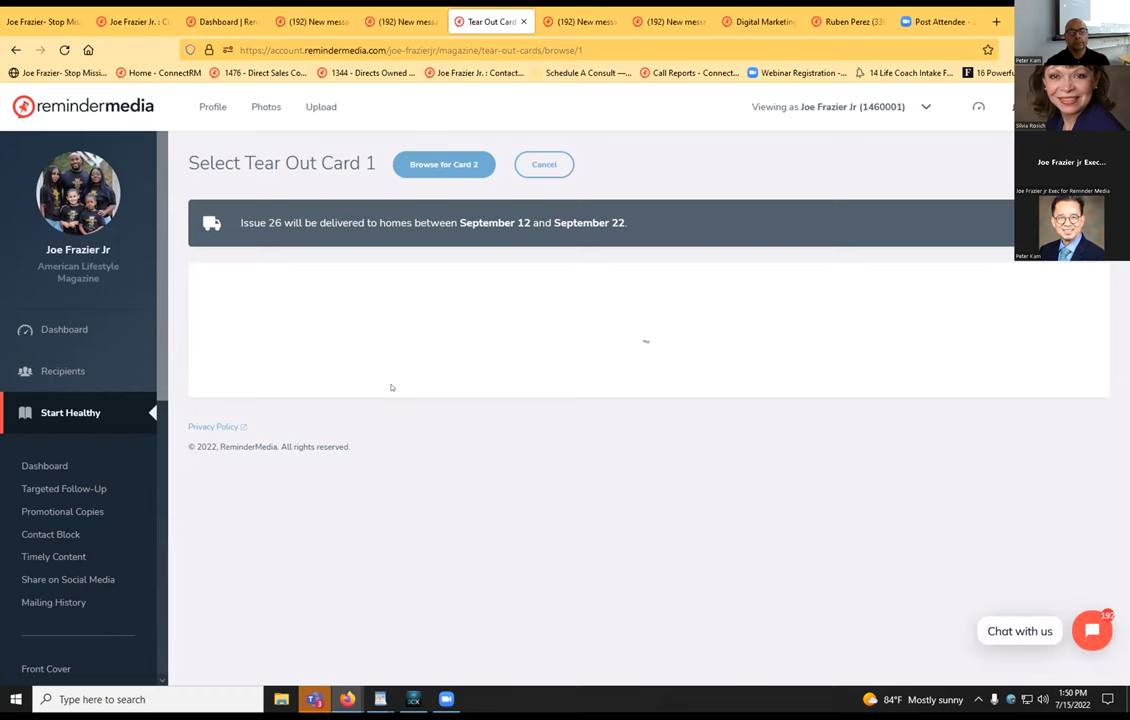 Joe Frazier- Stop Missi
Joe Frazier Jr. : C
Dashboard | Re
(192) New messa
(192) New messa
Tear Out Card
(192) New messa
(192) New messa
Digital Marketing
Ruben Perez (33
Post Attendee -
https://account.remindermedia.com/joe-frazierjr/magazine/tear-out-cards/browse/1
Joe Frazier- Stop Missi...
Home - ConnectRM
1476 - Direct Sales Co...
1344 - Directs Owned ...
Joe Frazier Jr. : Contact...
Schedule A Consult —...
Call Reports - Connect...
Webinar Registration -...
14 Life Coach Intake F...
16 Powerfu
remindermedia
Profile
Photos
Upload
Viewing as Joe Frazier Jr (1460001)
Peter Kam
Silvia Rosich
Joe Frazier jr Exec...
Joe Frazier jr Exec for Reminder Media
Peter Kam
Joe Frazier Jr
American Lifestyle
Magazine
Dashboard
Recipients
Start Healthy
Dashboard
Targeted Follow-Up
Promotional Copies
Contact Block
Timely Content
Share on Social Media
Mailing History
Front Cover
Select Tear Out Card 1
Browse for Card 2
Cancel
Issue 26 will be delivered to homes between September 12 and September 22.
Privacy Policy
© 2022, ReminderMedia. All rights reserved.
Chat with us
192
Type here to search
84°F Mostly sunny
1:50 PM
7/15/2022